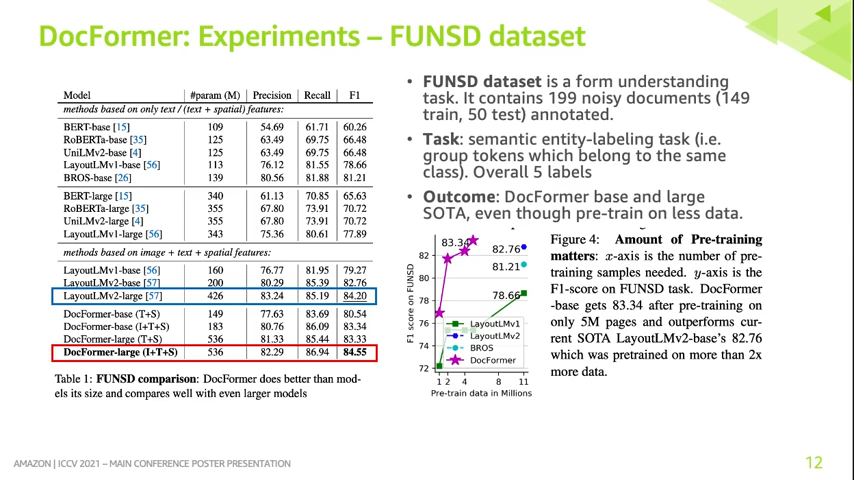 DocFormer: Experiments – FUNSD dataset
Model #param (M) Precision Recall F1
methods based on only text / (text + spatial) features:
BERT-base [15] 109 54.69 61.71 60.26
RoBERTa-base [35] 125 63.49 69.75 66.48
UniLMv2-base [4] 125 63.49 69.75 66.48
LayoutLMv1-base [56] 113 76.12 81.55 78.66
BROS-base [26] 139 80.56 81.88 81.21
BERT-large [15] 340 61.13 70.85 65.63
RoBERTa-large [35] 355 67.80 73.91 70.72
UniLMv2-large [4] 355 67.80 73.91 70.72
LayoutLMv1-large [56] 343 75.36 80.61 77.89
methods based on image + text + spatial features:
LayoutLMv1-base [56] 160 76.77 81.95 79.27
LayoutLMv2-base [57] 200 80.29 85.39 82.76
LayoutLMv2-large [57] 426 83.24 85.19 84.20
DocFormer-base (T+S) 149 77.63 83.69 80.54
DocFormer-base (I+T+S) 183 80.76 86.09 83.34
DocFormer-large (T+S) 536 81.33 85.44 83.33
DocFormer-large (I+T+S) 536 82.29 86.94 84.55
Table 1: FUNSD comparison: DocFormer does better than mod-
els its size and compares well with even larger models
• FUNSD dataset is a form understanding
task. It contains 199 noisy documents (149
train, 50 test) annotated.
• Task: semantic entity-labeling task (i.e.
group tokens which belong to the same
class). Overall 5 labels
• Outcome: DocFormer base and large
SOTA, even though pre-train on less data.
F1 score on FUNSD
82
80
78
76
74
72
83.34
82.76
81.21
78.66
LayoutLMv1
LayoutLMv2
BROS
DocFormer
1 2 4 8 11
Pre-train data in Millions
Figure 4: Amount of Pre-training
matters: x-axis is the number of pre-
training samples needed. y-axis is the
F1-score on FUNSD task. DocFormer
-base gets 83.34 after pre-training on
only 5M pages and outperforms cur-
rent SOTA LayoutLMv2-base's 82.76
which was pretrained on more than 2x
more data.
AMAZON | ICCV 2021 – MAIN CONFERENCE POSTER PRESENTATION
12